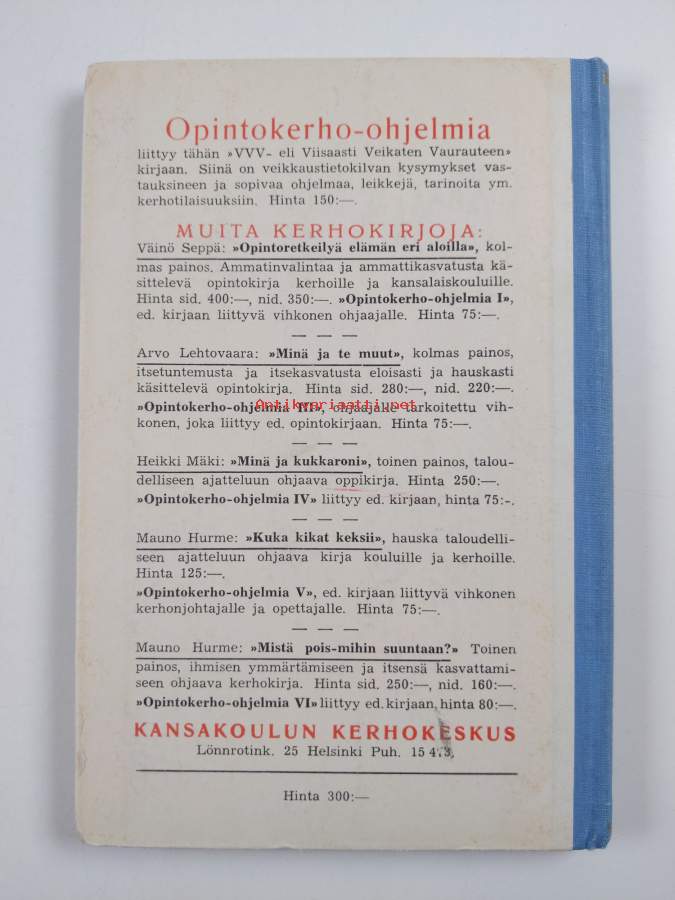 Opintokerho-ohjelmia
liittyy tähän »VVV- eli Viisaasti Veikaten Vaurauteen»
kirjaan. Siinä on veikkaustietokilvan kysymykset vas-
tauksineen ja sopivaa ohjelmaa, leikkejä, tarinoita ym.
kerhotilaisuuksiin. Hinta 150:—.
MUITA KERHOKIRJOJA:
Väinö Seppä: »Opintoretkeilyä elämän eri aloilla», kol-
mas painos. Ammatinvalintaa ja ammattikasvatusta kä-
sittelevä opintokirja kerhoille ja kansalaiskouluille.
Hinta sid. 400:—, nid. 350:—. »Opintokerho-ohjelmia I»,
ed. kirjaan liittyvä vihkonen ohjaajalle. Hinta 75:—.
— — —
Arvo Lehtovaara: »Minä ja te muut», kolmas painos,
itsetuntemusta ja itsekasvatusta eloisasti ja hauskasti
käsittelevä opintokirja. Hinta sid. 280:—, nid. 220:—.
Antikvariaatti.net
»Opintokerho-ohjelmia III», ohjaajalle tarkoitettu vih-
konen, joka liittyy ed. opintokirjaan. Hinta 75:—.
— — —
Heikki Mäki: »Minä ja kukkaroni», toinen painos, talou-
delliseen ajatteluun ohjaava oppikirja. Hinta 250:—.
»Opintokerho-ohjelmia IV» liittyy ed. kirjaan, hinta 75:-.
— — —
Mauno Hurme: »Kuka kikat keksii», hauska taloudelli-
seen ajatteluun ohjaava kirja kouluille ja kerhoille.
Hinta 125:—.
»Opintokerho-ohjelmia V», ed. kirjaan liittyvä vihkonen
kerhonjohtajalle ja opettajalle. Hinta 75:—.
— — —
Mauno Hurme: »Mistä pois-mihin suuntaan?» Toinen
painos, ihmisen ymmärtämiseen ja itsensä kasvattami-
seen ohjaava kerhokirja. Hinta sid. 250:—, nid. 160:—.
»Opintokerho-ohjelmia VI» liittyy ed. kirjaan, hinta 80:—.
KANSAKOULUN KERHOKESKUS
Lönnrotink. 25 Helsinki Puh. 15
Hinta 300:—